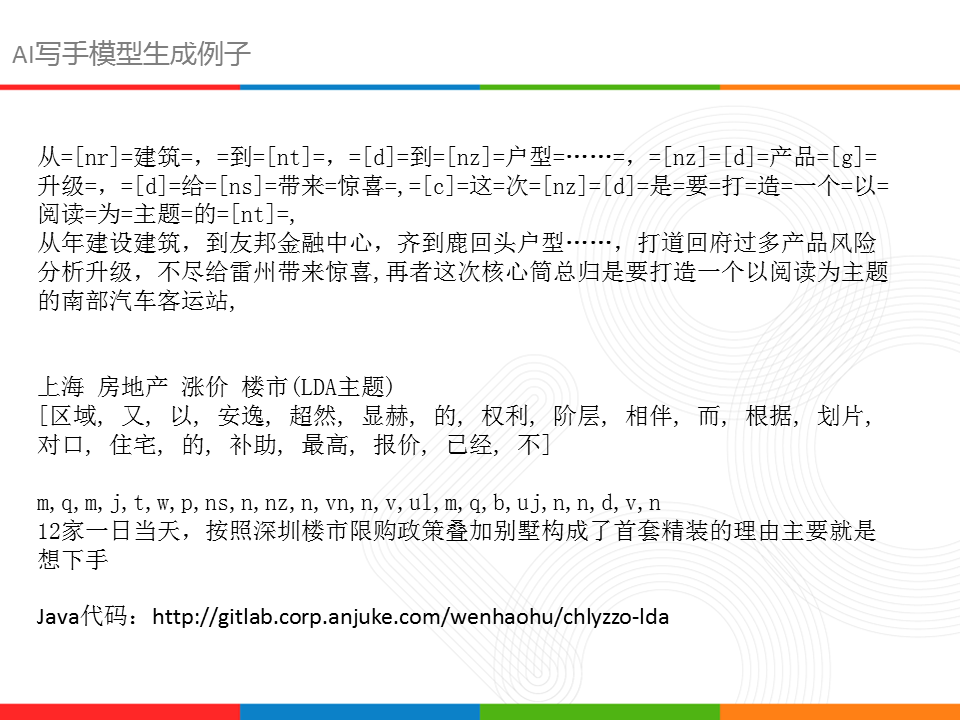 AI写手模型生成例子
从=[nr]=建筑=，=到=[nt]=，=[d]=到=[nz]=户型=……=，=[nz]=[d]=产品=[g]=
升级=，=[d]=给=[ns]=带来=惊喜=,=[c]=这=次=[nz]=[d]=是=要=打=造=一个=以=
阅读=为=主题=的=[nt]=,
从年建设建筑，到友邦金融中心，齐到鹿回头户型……，打道回府过多产品风险
分析升级，不尽给雷州带来惊喜,再者这次核心筒总归是要打造一个以阅读为主题
的南部汽车客运站,
上海 房地产 涨价 楼市(LDA主题)
[区域, 又, 以, 安逸, 超然, 显赫, 的, 权利, 阶层, 相伴, 而, 根据, 划片,
对口, 住宅, 的, 补助, 最高, 报价, 已经, 不]
m,q,m,j,t,w,p,ns,n,nz,n,vn,n,v,ul,m,q,b,uj,n,n,d,v,n
12家一日当天，按照深圳楼市限购政策叠加别墅构成了首套精装的理由主要就是
想下手
Java代码：http://gitlab.corp.anjuke.com/wenhaohu/chlyzzo-lda